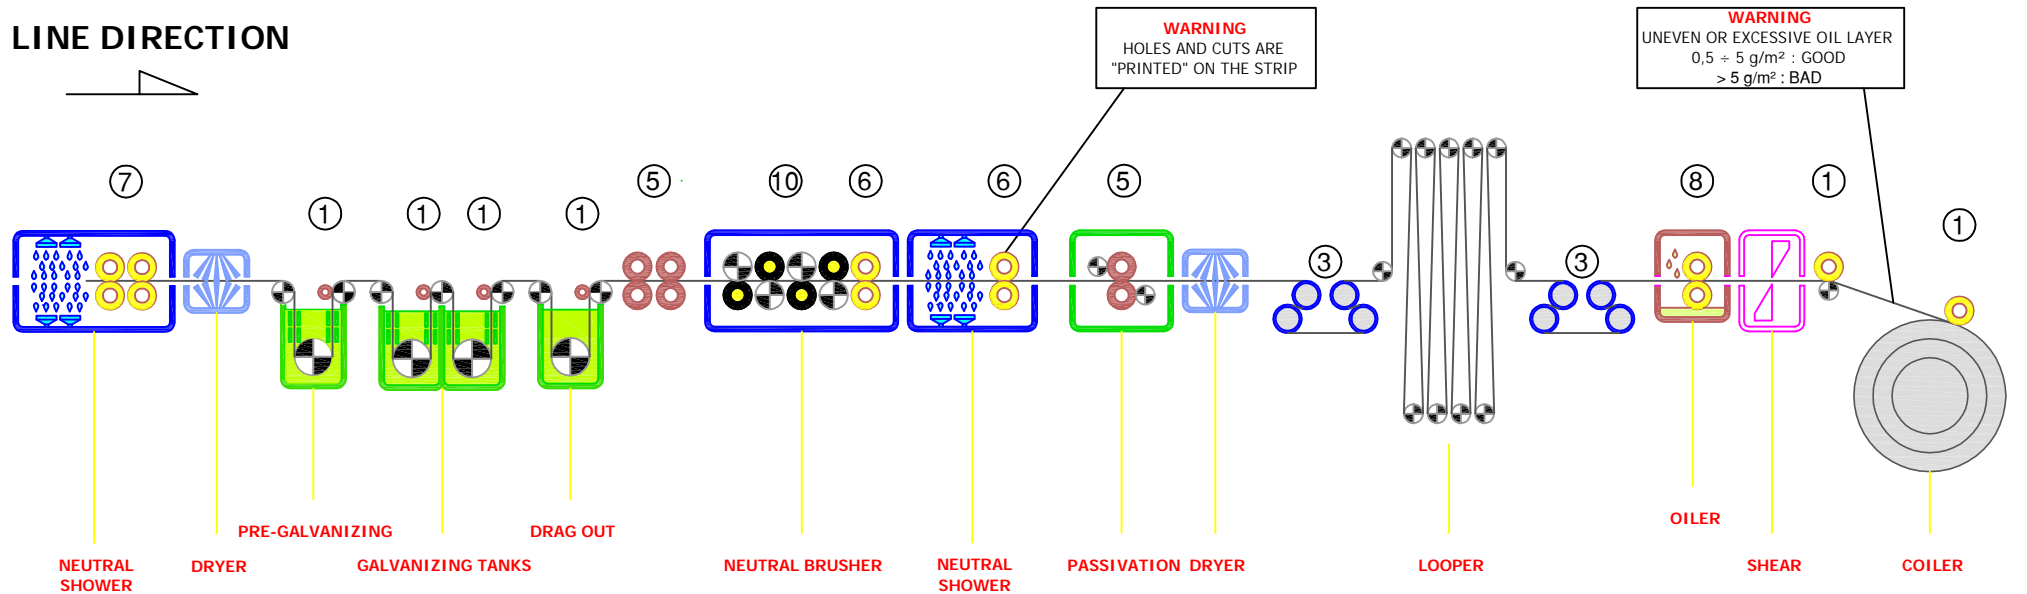 LINE DIRECTION
WARNING
HOLES AND CUTS ARE
"PRINTED" ON THE STRIP
WARNING
UNEVEN OR EXCESSIVE OIL LAYER
0,5 ÷ 5 g/m² : GOOD
> 5 g/m² : BAD
7
1
1
1
1
5
10
6
6
5
3
3
8
1
1
PRE-GALVANIZING
DRAG OUT
OILER
NEUTRAL
SHOWER
DRYER
GALVANIZING TANKS
NEUTRAL BRUSHER
NEUTRAL
SHOWER
PASSIVATION
DRYER
LOOPER
SHEAR
COILER